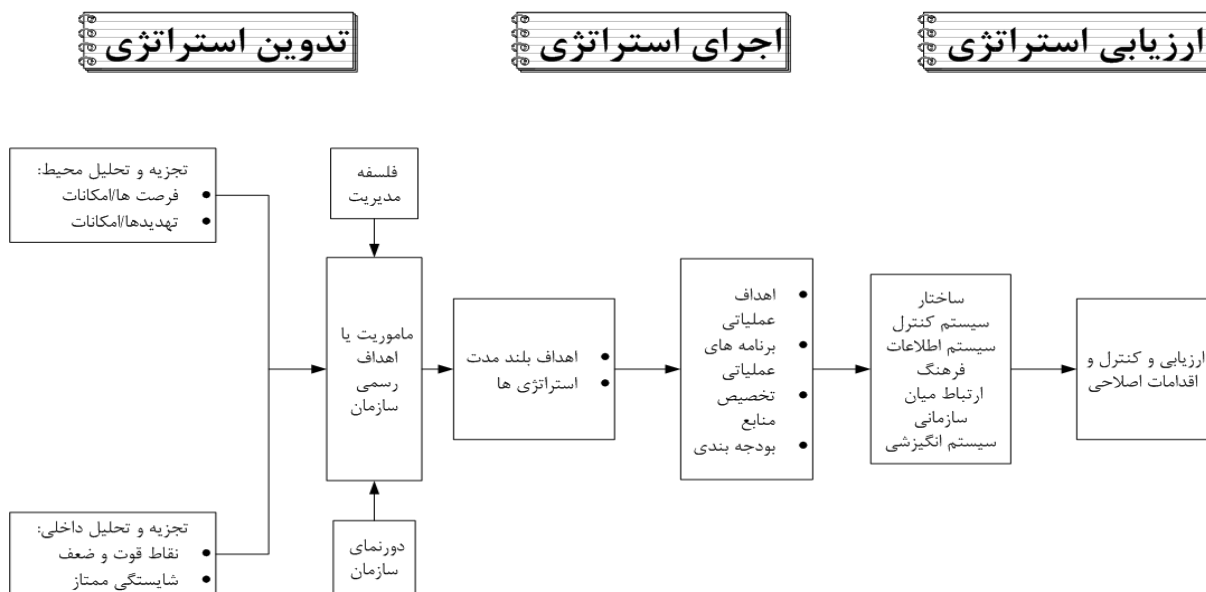 تدوین استراتژی
اجرای استراتژی
ارزیابی استراتژی
تجزیه و تحلیل محیط:
• فرصت ها/امکانات
• تهدیدها/امکانات
تجزیه و تحلیل داخلی:
• نقاط قوت و ضعف
• شایستگی ممتاز
فلسفه
مدیریت
ماموریت یا
اهداف
رسمی
سازمان
دورنمای
سازمان
• اهداف بلند مدت
• استراتژی ها
• اهداف
عملیاتی
• برنامه های
عملیاتی
• تخصیص
منابع
• بودجه بندی
ساختار
سیستم کنترل
سیستم اطلاعات
فرهنگ
ارتباط میان
سازمانی
سیستم انگیزشی
ارزیابی و کنترل و
اقدامات اصلاحی